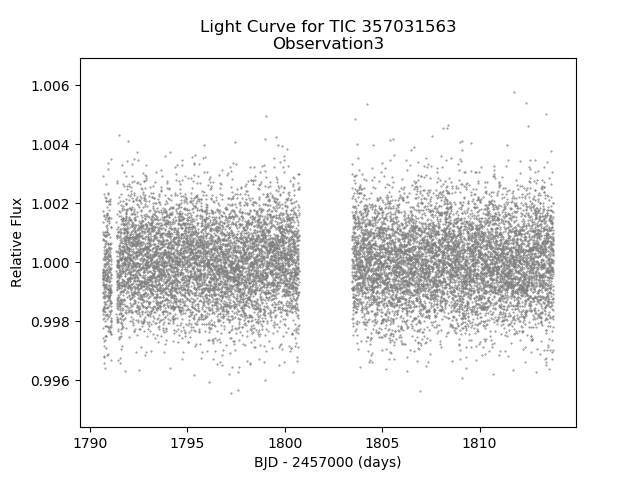 Light Curve for TIC 357031563
Observation3
1.006
1.004
1.002
1.000
0.998
0.996
Relative Flux
1790
1795
1800
1805
1810
BJD - 2457000 (days)